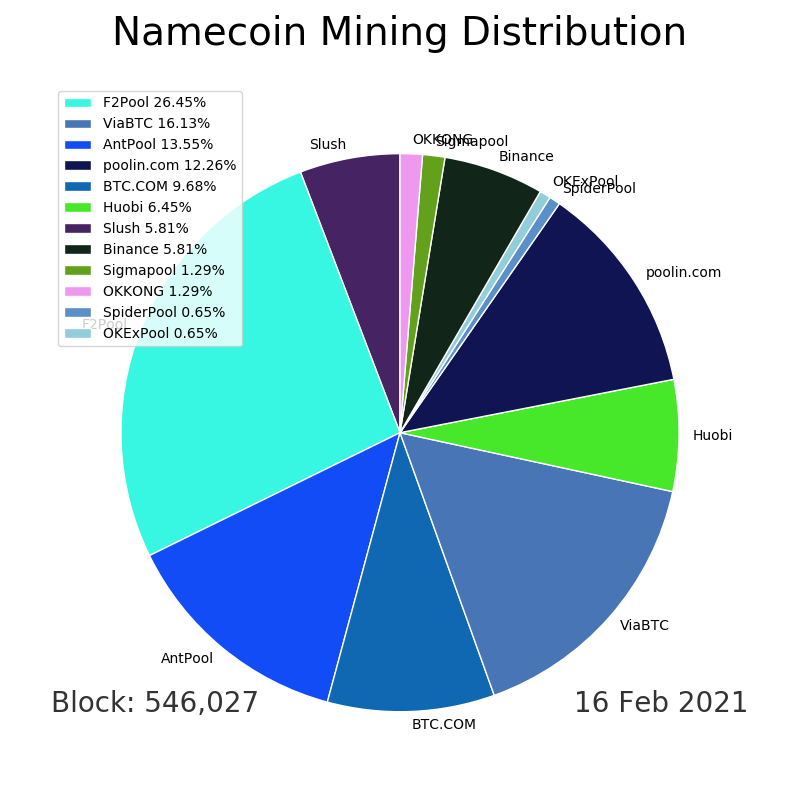 Namecoin Mining Distribution
F2Pool 26.45%
ViaBTC 16.13%
AntPool 13.55%
poolin.com 12.26%
BTC.COM 9.68%
Huobi 6.45%
Slush 5.81%
Binance 5.81%
Sigmapool 1.29%
OKKONG 1.29%
SpiderPool 0.65%
OKExPool 0.65%
Slush
OKKONG
Sigmapool
Binance
OKExPool
SpiderPool
poolin.com
F2Pool
Huobi
ViaBTC
AntPool
BTC.COM
Block: 546,027
16 Feb 2021